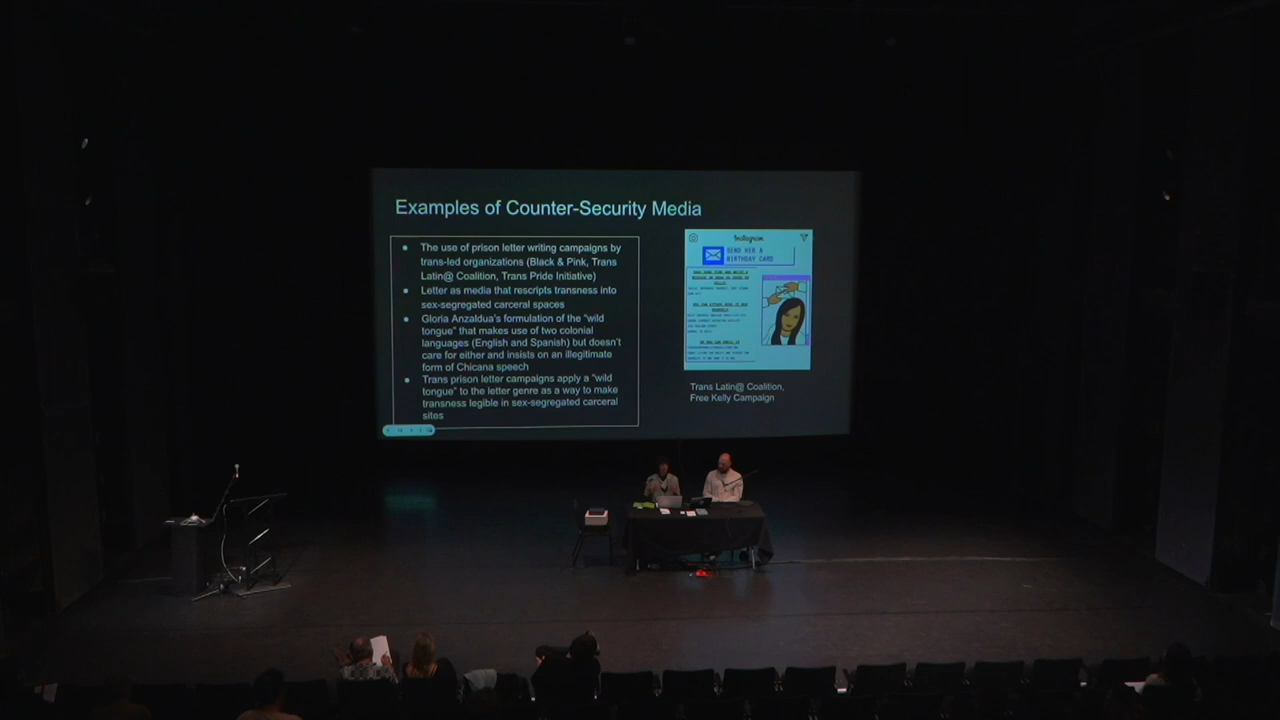 Examples of Counter-Security Media
The use of prison letter writing campaigns by
trans-led organizations (Black & Pink, Trans
Latin@ Coalition, Trans Pride Initiative)
Letter as media that rescripts transness into
sex-segregated carceral spaces
Gloria Anzaldua's formulation of the "wild
tongue" that makes use of two colonial
languages (English and Spanish) but doesn't
care for either and insists on an illegitimate
form of Chicana speech
Trans prison letter campaigns apply a "wild
tongue" to the letter genre as a way to make
transness legible in sex-segregated carceral
sites
Instagram
SEND HER A
BIRTHDAY CARD
Trans Latin@ Coalition,
Free Kelly Campaign